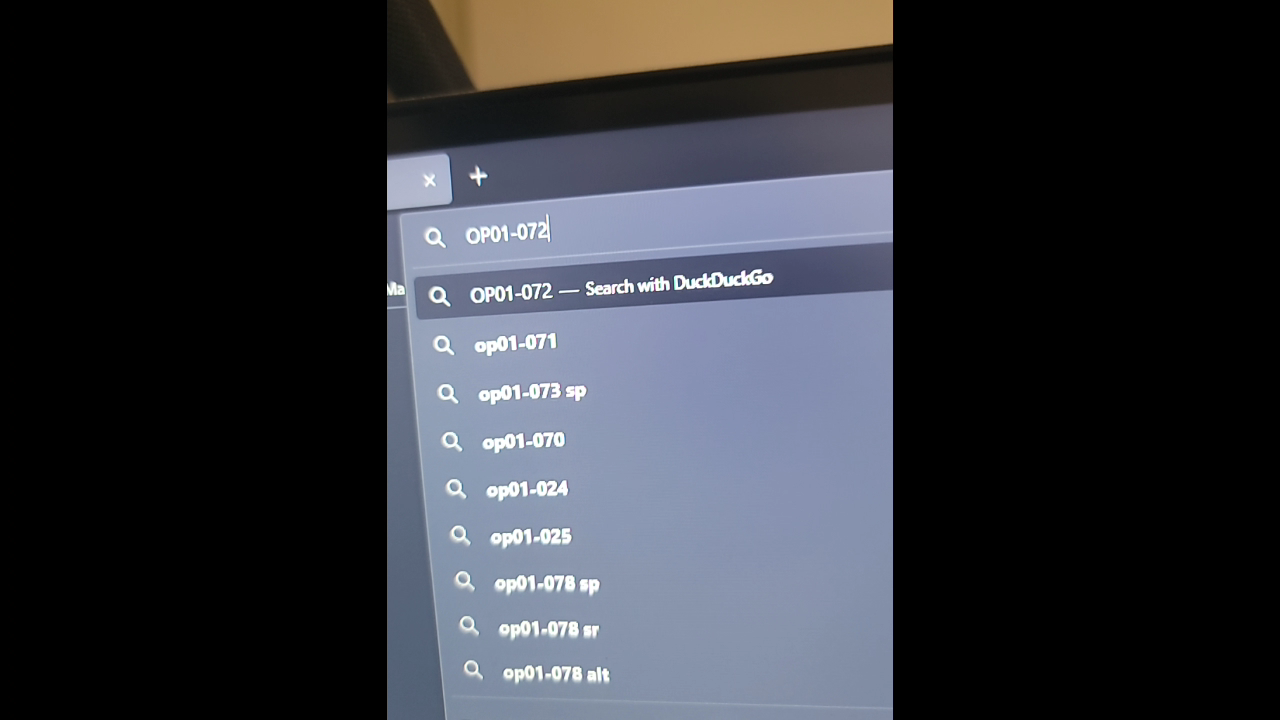 OP01-072
Ma
OP01-072 — Search with DuckDuckGo
op01-071
op01-073 sp
op01-070
op01-024
op01-025
op01-078 sp
op01-078 sr
op01-078 alt